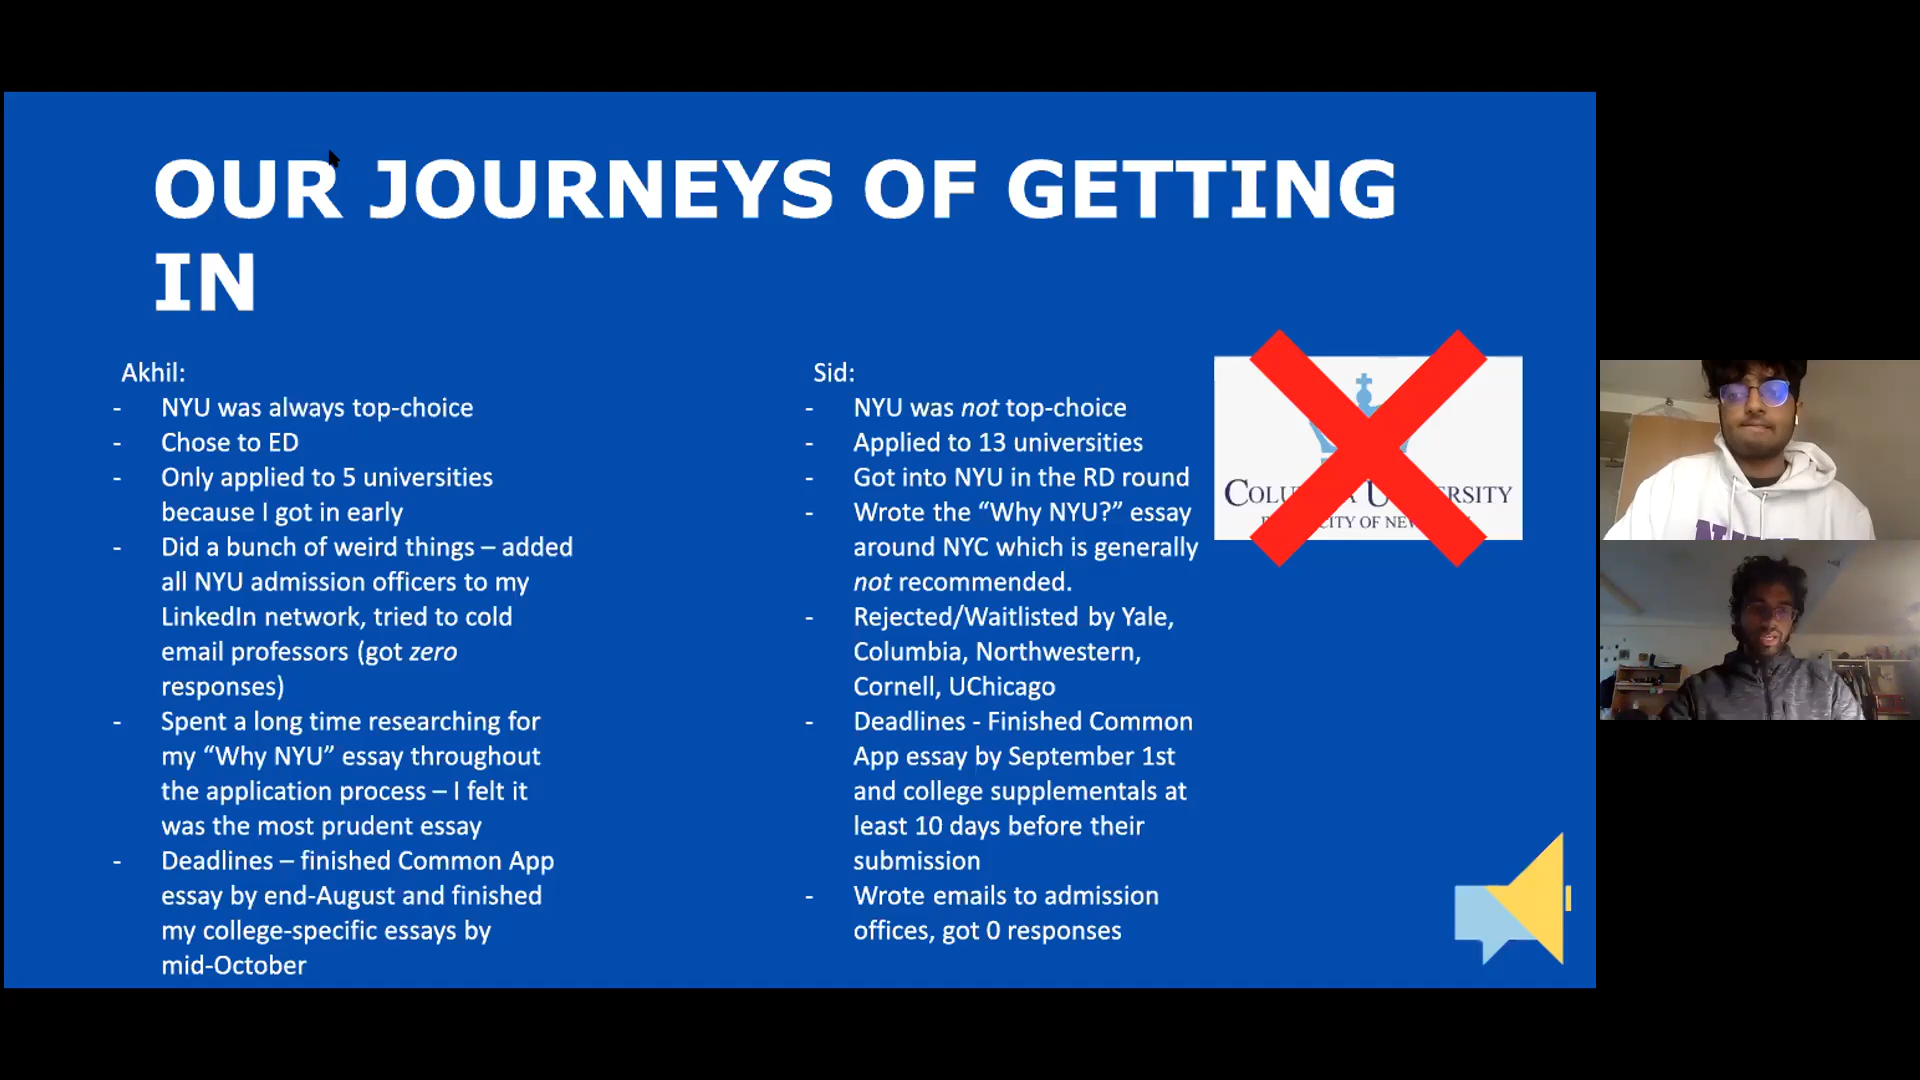 OUR JOURNEYS OF GETTING
IN
Akhil:
- NYU was always top-choice
- Chose to ED
- Only applied to 5 universities
because I got in early
- Did a bunch of weird things – added
all NYU admission officers to my
LinkedIn network, tried to cold
email professors (got zero
responses)
- Spent a long time researching for
my “Why NYU” essay throughout
the application process – I felt it
was the most prudent essay
- Deadlines – finished Common App
essay by end-August and finished
my college-specific essays by
mid-October
Sid:
- NYU was not top-choice
- Applied to 13 universities
- Got into NYU in the RD round
- Wrote the “Why NYU?” essay
around NYC which is generally
not recommended.
- Rejected/Waitlisted by Yale,
Columbia, Northwestern,
Cornell, UChicago
- Deadlines - Finished Common
App essay by September 1st
and college supplementals at
least 10 days before their
submission
- Wrote emails to admission
offices, got 0 responses
CITY OF